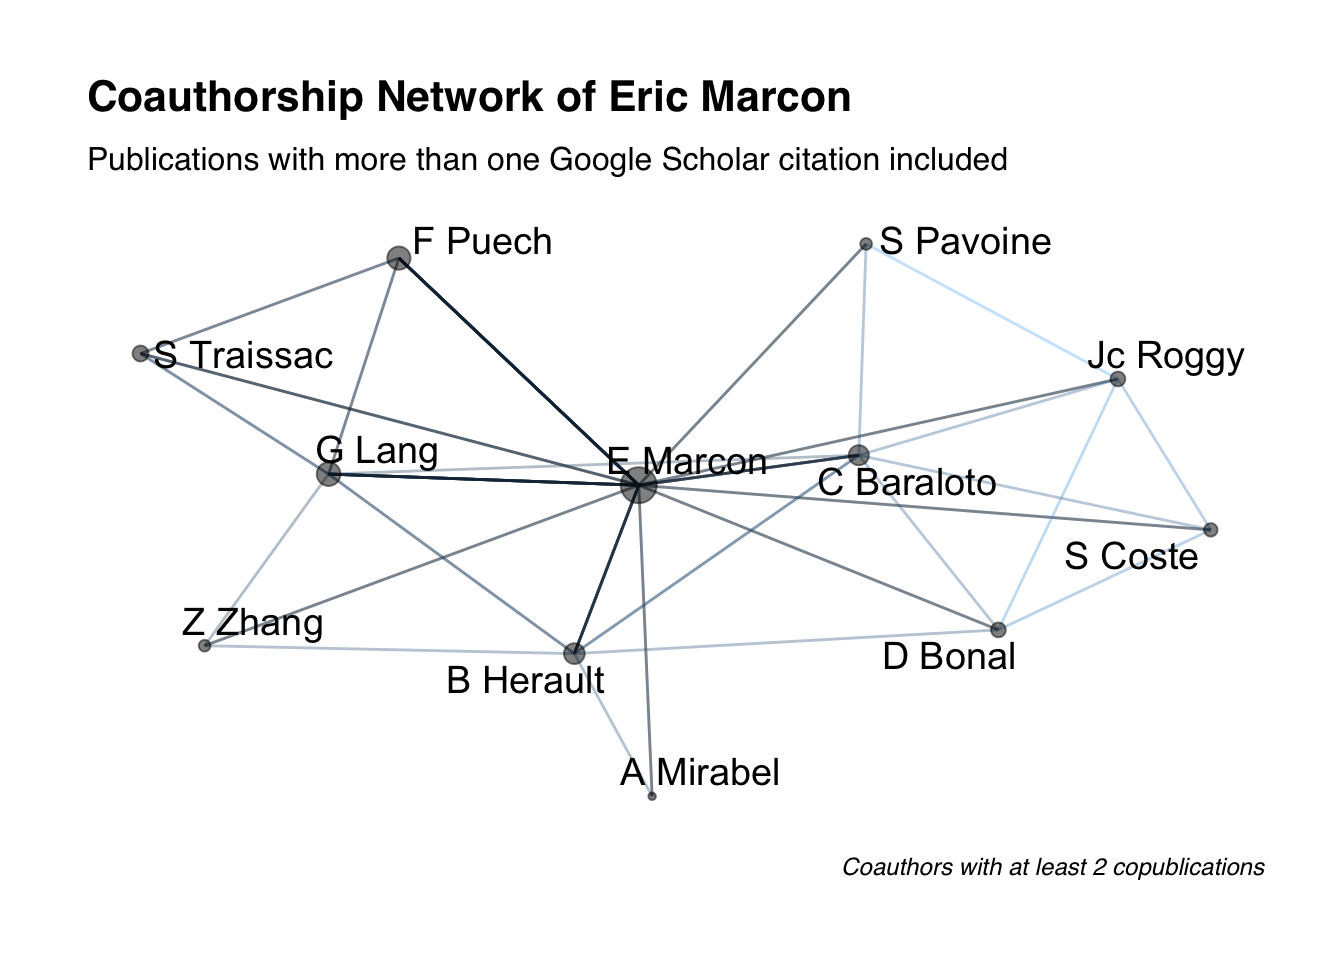 Coauthorship Network of Eric Marcon
Publications with more than one Google Scholar citation included
F Puech
S Pavoine
S Traissac
Jc Roggy
G Lang
E Marcon
C Baraloto
S Coste
Z Zhang
B Herault
D Bonal
A Mirabel
Coauthors with at least 2 copublications